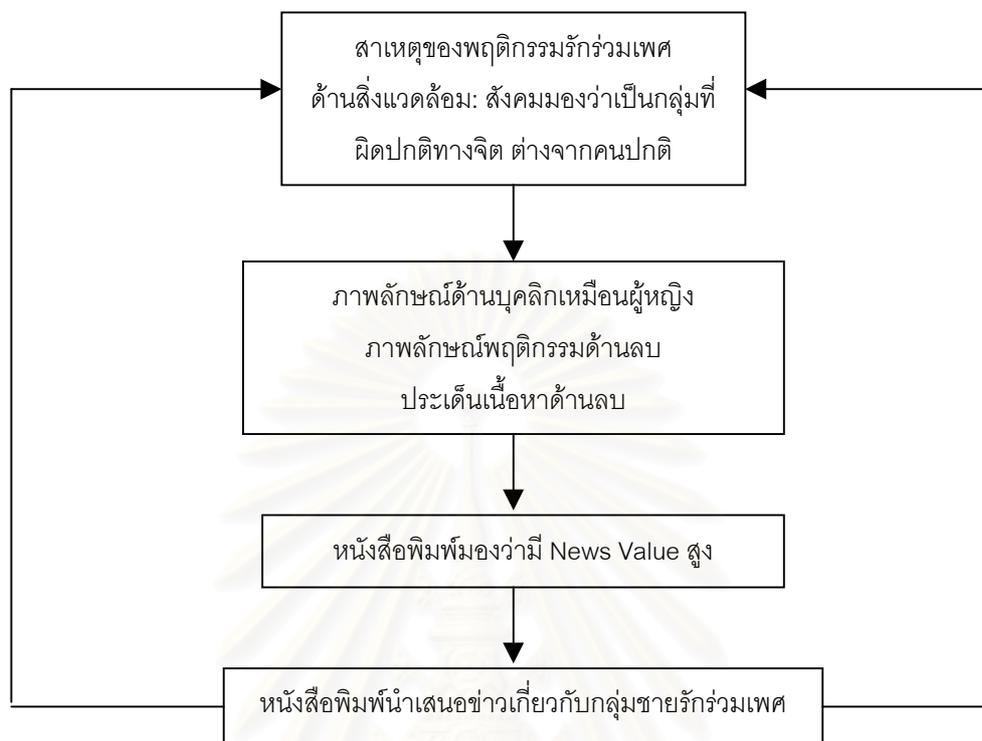 สาเหตุของพฤติกรรมรักร่วมเพศ
ด้านสิ่งแวดล้อม: สังคมมองว่าเป็นกลุ่มที่
ผิดปกติทางจิต ต่างจากคนปกติ
ภาพลักษณ์ด้านบุคลิกเหมือนผู้หญิง
ภาพลักษณ์พฤติกรรมด้านลบ
ประเด็นเนื้อหาด้านลบ
หนังสือพิมพ์มองว่ามี News Value สูง
หนังสือพิมพ์นำเสนอข่าวเกี่ยวกับกลุ่มชายรักร่วมเพศ